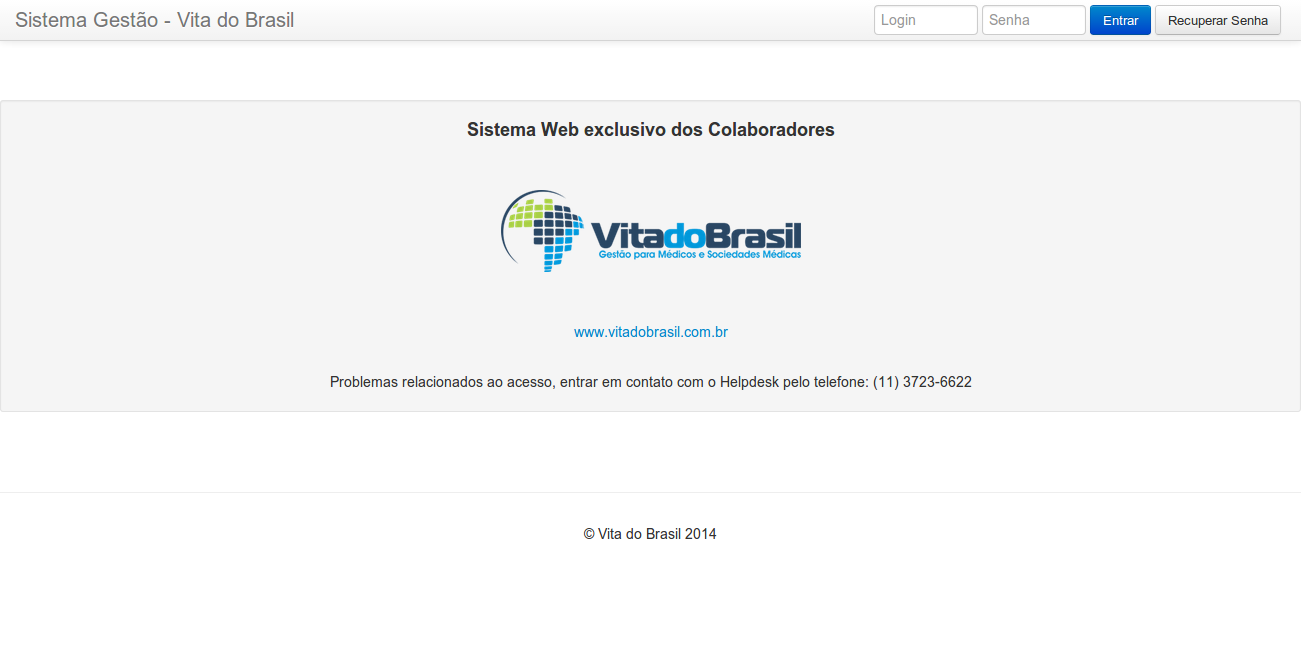 Sistema Gestão - Vita do Brasil
Login
Senha
Entrar
Recuperar Senha
Sistema Web exclusivo dos Colaboradores
VitadoBrasil
Gestão para Médicos e Sociedades Médicas
www.vitadobrasil.com.br
Problemas relacionados ao acesso, entrar em contato com o Helpdesk pelo telefone: (11) 3723-6622
© Vita do Brasil 2014